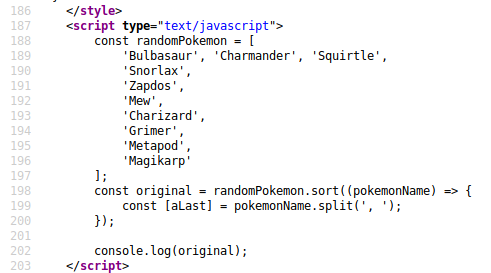 186 </style>
187 <script type="text/javascript">
188 const randomPokemon = [
189 'Bulbasaur', 'Charmander', 'Squirtle',
190 'Snorlax',
191 'Zapdos',
192 'Mew',
193 'Charizard',
194 'Grimer',
195 'Metapod',
196 'Magikarp'
197 ];
198 const original = randomPokemon.sort((pokemonName) => {
199 const [aLast] = pokemonName.split(', ');
200 });
201
202 console.log(original);
203 </script>